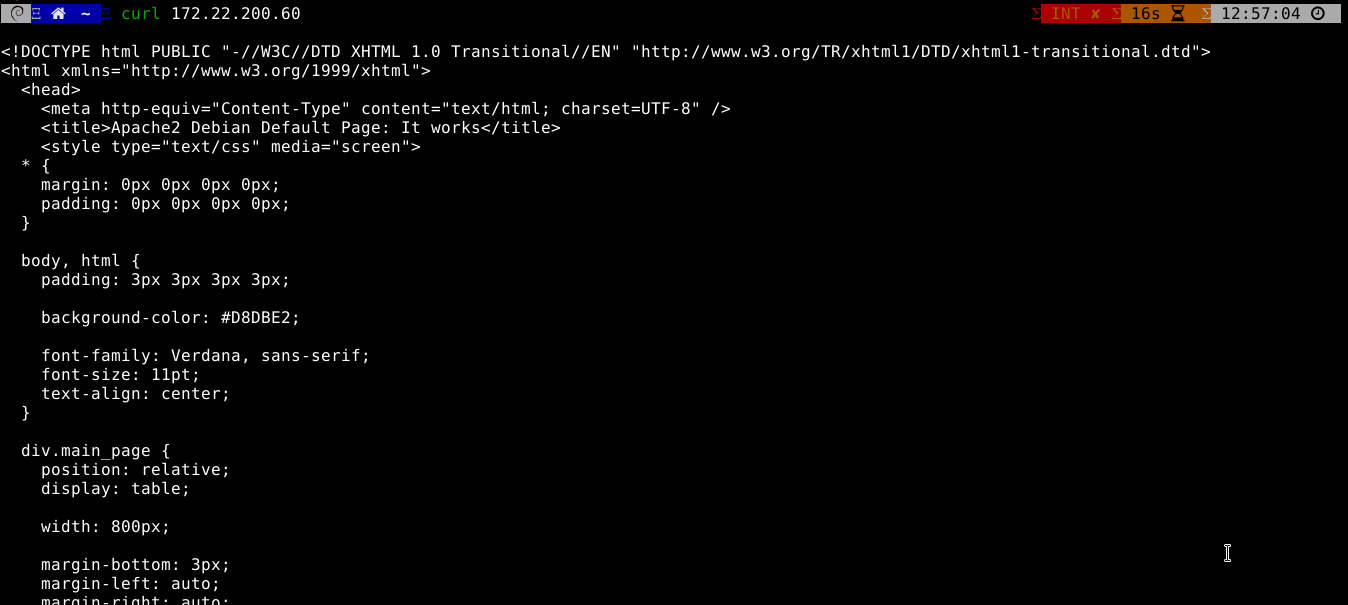 ~ curl 172.22.200.60 INT ✘ 16s 12:57:04
<!DOCTYPE html PUBLIC "-//W3C//DTD XHTML 1.0 Transitional//EN" "http://www.w3.org/TR/xhtml1/DTD/xhtml1-transitional.dtd">
<html xmlns="http://www.w3.org/1999/xhtml">
  <head>
    <meta http-equiv="Content-Type" content="text/html; charset=UTF-8" />
    <title>Apache2 Debian Default Page: It works</title>
    <style type="text/css" media="screen">
  * {
    margin: 0px 0px 0px 0px;
    padding: 0px 0px 0px 0px;
  }
  body, html {
    padding: 3px 3px 3px 3px;
    background-color: #D8DBE2;
    font-family: Verdana, sans-serif;
    font-size: 11pt;
    text-align: center;
  }
  div.main_page {
    position: relative;
    display: table;
    width: 800px;
    margin-bottom: 3px;
    margin-left: auto;
    margin-right: auto;